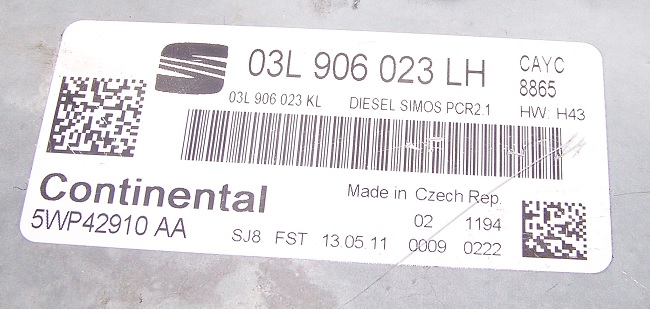 03L 906 023 LH CAYC
8865
03L 906 023 KL DIESEL SIMOS PCR2.1 HW: H43
Continental Made in Czech Rep.
5WP42910 AA 02 1194
SJ8 FST 13.05.11 0009 0222